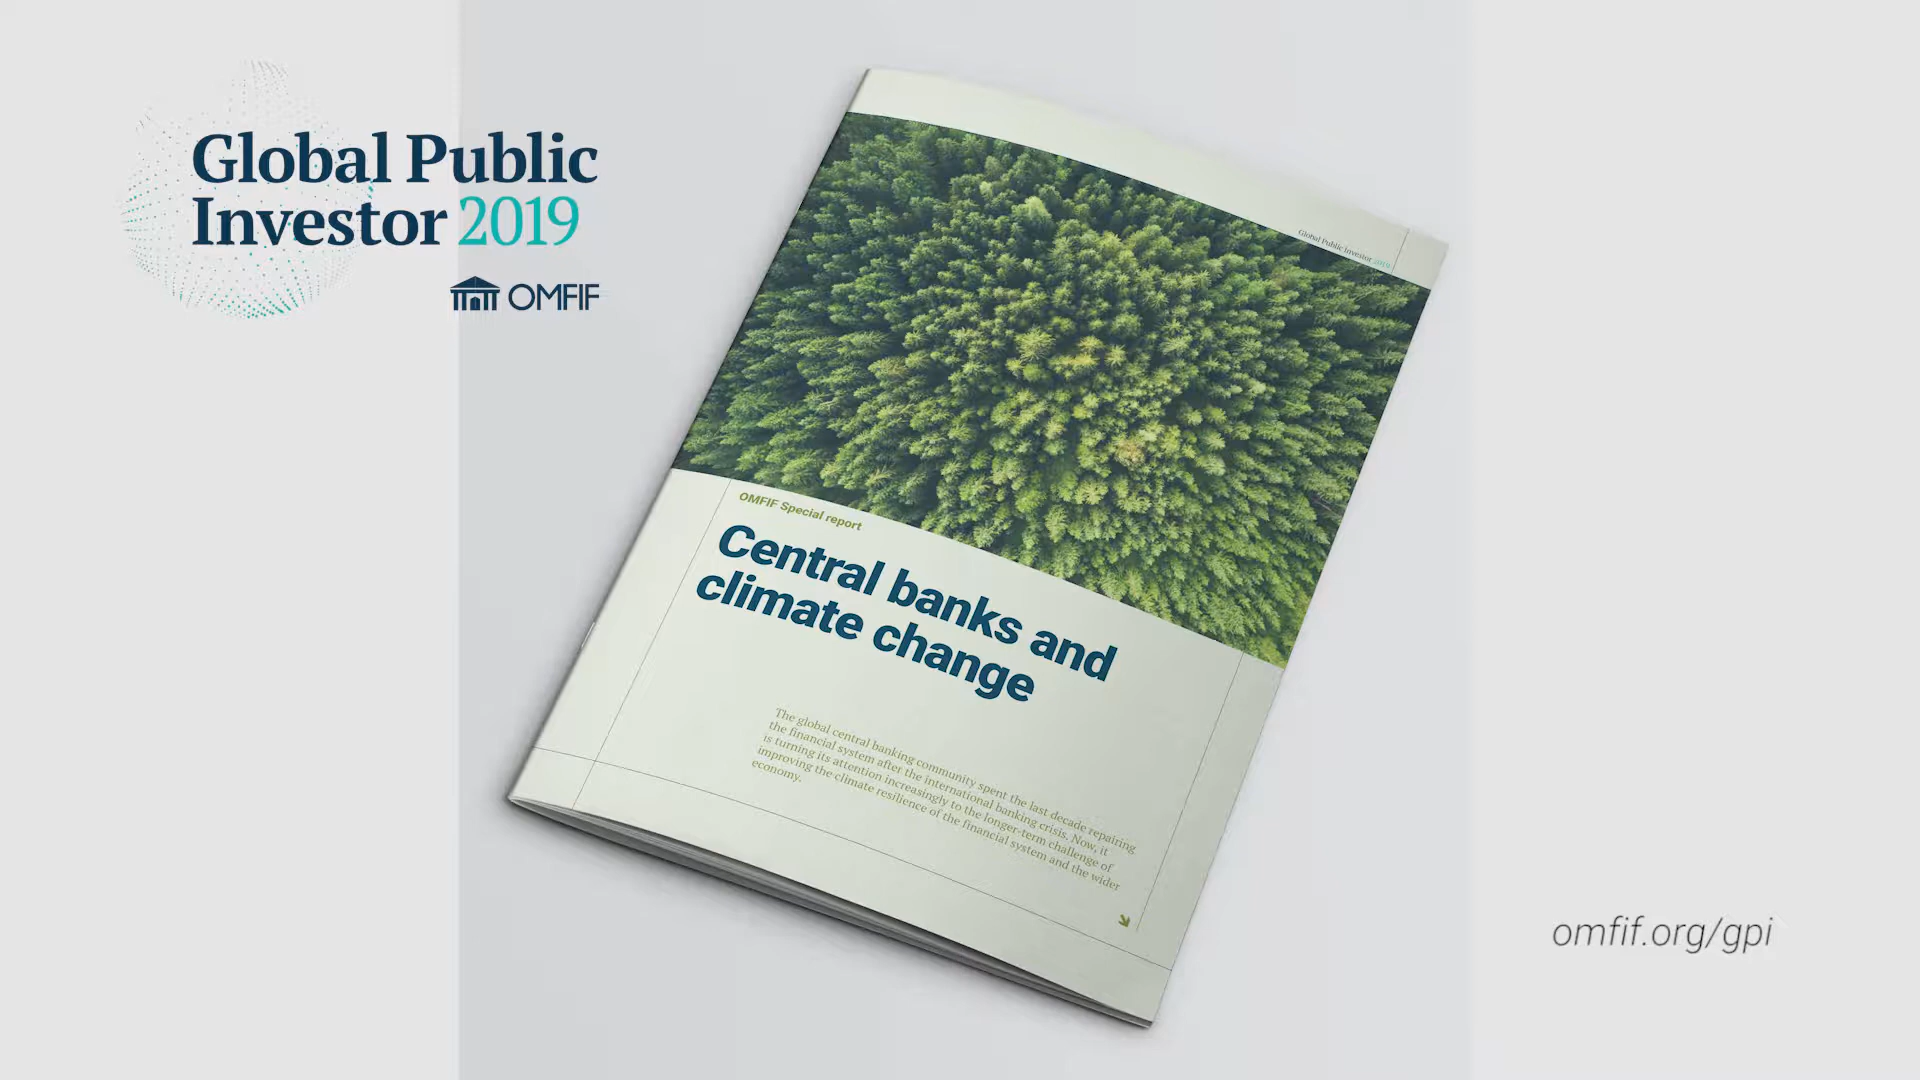 Global Public
Investor 2019
OMFIF
Global Public Investor 2019
OMFIF Special report
Central banks and
climate change
The global central banking community spent the last decade repairing
the financial system after the international banking crisis. Now, it
is turning its attention increasingly to the longer-term challenge of
improving the climate resilience of the financial system and the wider
economy.
omfif.org/gpi